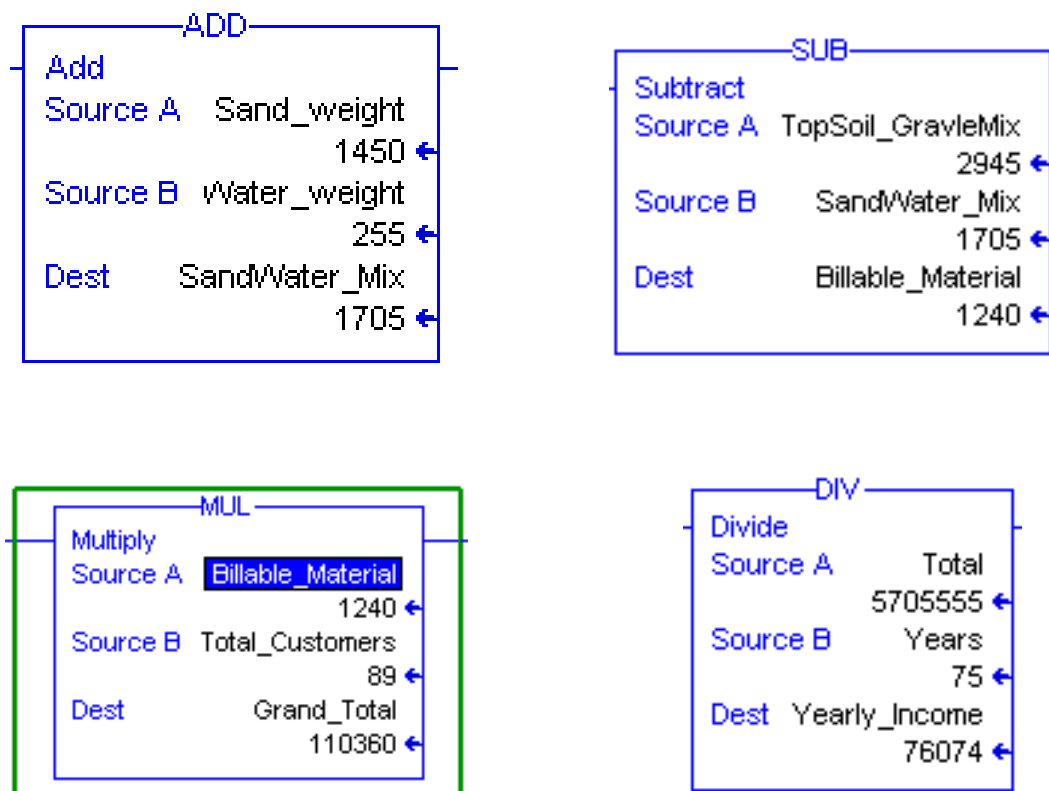 ADD
Add
Source A Sand_weight
1450
Source B Water_weight
255
Dest SandWater_Mix
1705
SUB
Subtract
Source A TopSoil_GravleMix
2945
Source B SandWater_Mix
1705
Dest Billable_Material
1240
MUL
Multiply
Source A Billable_Material
1240
Source B Total_Customers
89
Dest Grand_Total
110360
DIV
Divide
Source A Total
5705555
Source B Years
75
Dest Yearly_Income
76074